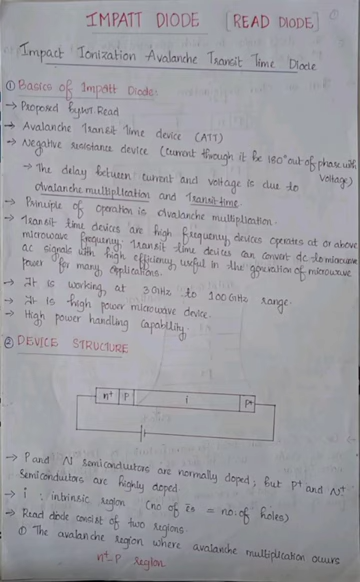 IMPATT DIODE [READ DIODE]
①
Impact Ionization Avalanche Transit Time Diode
① Basics of Impatt Diode:
→ Proposed by WT. Read
→ Avalanche Transit time device (ATT)
→ Negative resistance device (current through it be 180° out of phase with voltage)
→ The delay between current and voltage is due to
avalanche multiplication and Transit time.
→ Principle of operation is avalanche multiplication.
→ Transit time devices are high frequency devices operates at or above
microwave frequency. Transit time devices can convert dc to microwave
ac signals with high efficiency, useful in the generation of microwave
power for many applications.
→ It is working, at 3 GHz to 100 GHz range.
→ It is high power microwave device.
→ High power handling capability.
② DEVICE STRUCTURE
n+ P i P+
→ P and N semiconductors are normally doped, but P+ and N+
semiconductors are highly doped.
→ i : intrinsic region (no of ēs = no: of holes)
→ Read diode consist of two regions.
① The avalanche region where avalanche multiplication occurs
n+-P region.